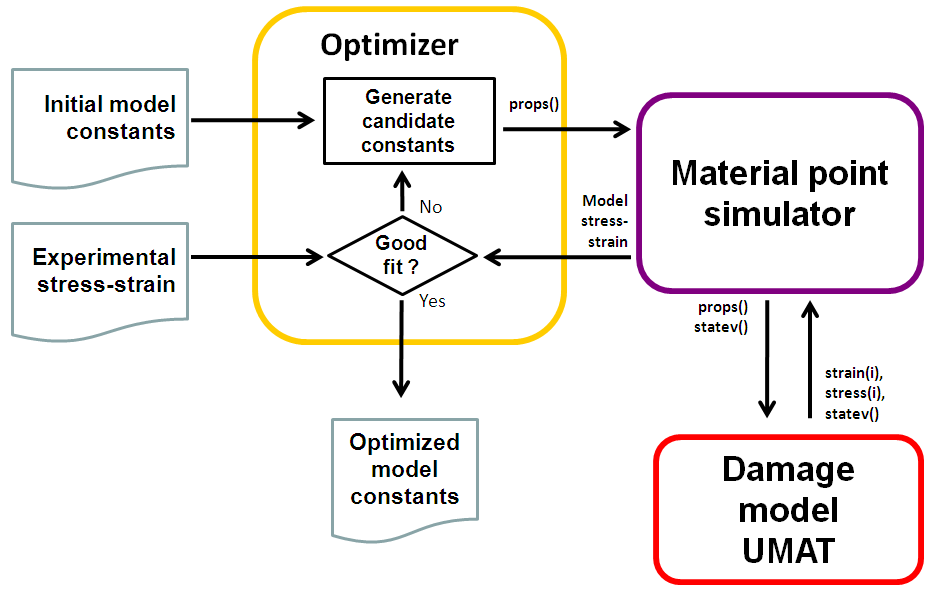 Optimizer
Initial model
constants
Generate
candidate
constants
props()
Material point
simulator
No
Model
stress-
strain
Experimental
stress-strain
Good
fit ?
Yes
props()
statev()
strain(i),
stress(i),
statev()
Optimized
model
constants
Damage
model
UMAT